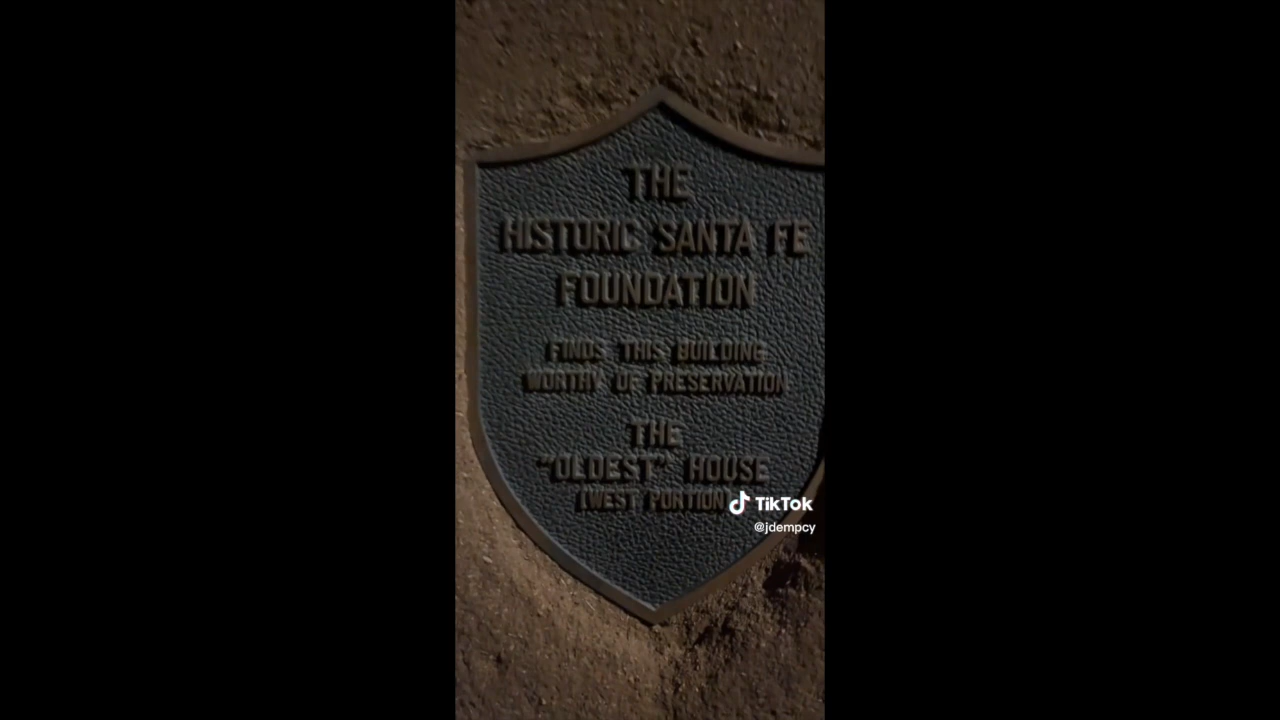 THE
HISTORIC SANTA FE
FOUNDATION
FINDS THIS BUILDING
WORTHY OF PRESERVATION
THE
"OLDEST" HOUSE
(WEST PORTION)
TikTok
@jdempcy